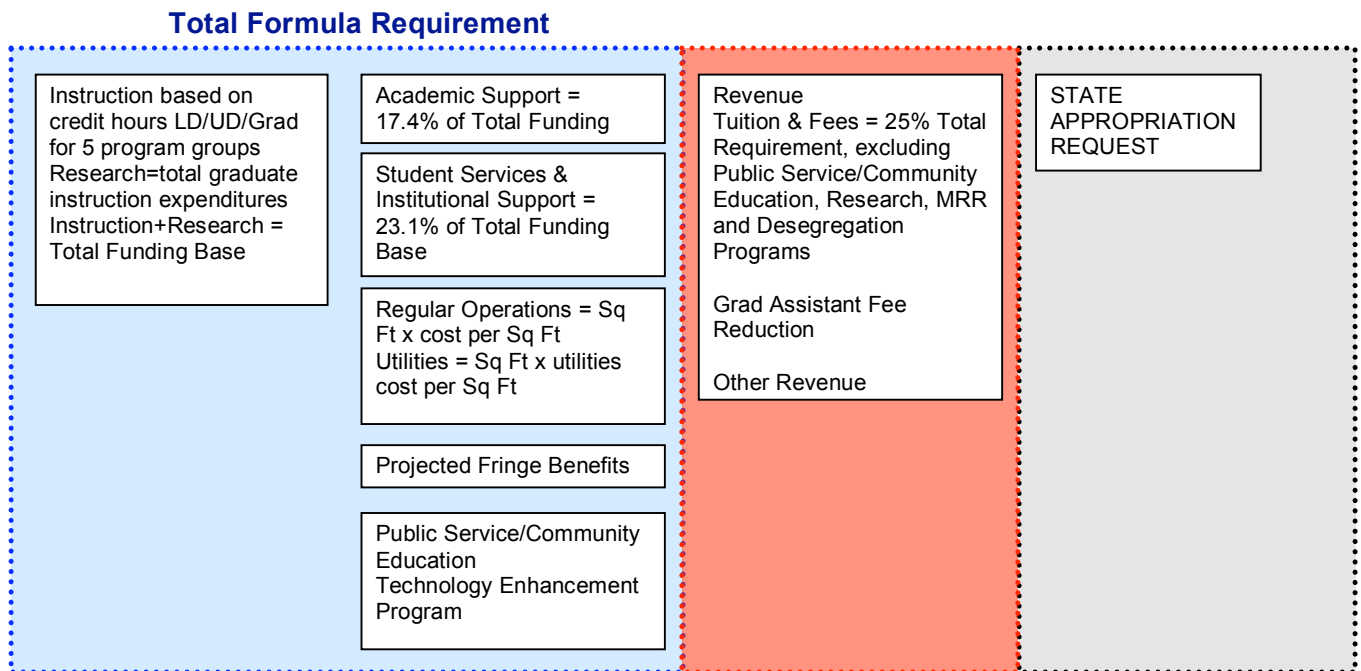 Total Formula Requirement
Instruction based on
credit hours LD/UD/Grad
for 5 program groups
Research=total graduate
instruction expenditures
Instruction+Research =
Total Funding Base
Academic Support =
17.4% of Total Funding
Student Services &
Institutional Support =
23.1% of Total Funding
Base
Regular Operations = Sq
Ft x cost per Sq Ft
Utilities = Sq Ft x utilities
cost per Sq Ft
Projected Fringe Benefits
Public Service/Community
Education
Technology Enhancement
Program
Revenue
Tuition & Fees = 25% Total
Requirement, excluding
Public Service/Community
Education, Research, MRR
and Desegregation
Programs
Grad Assistant Fee
Reduction
Other Revenue
STATE
APPROPRIATION
REQUEST